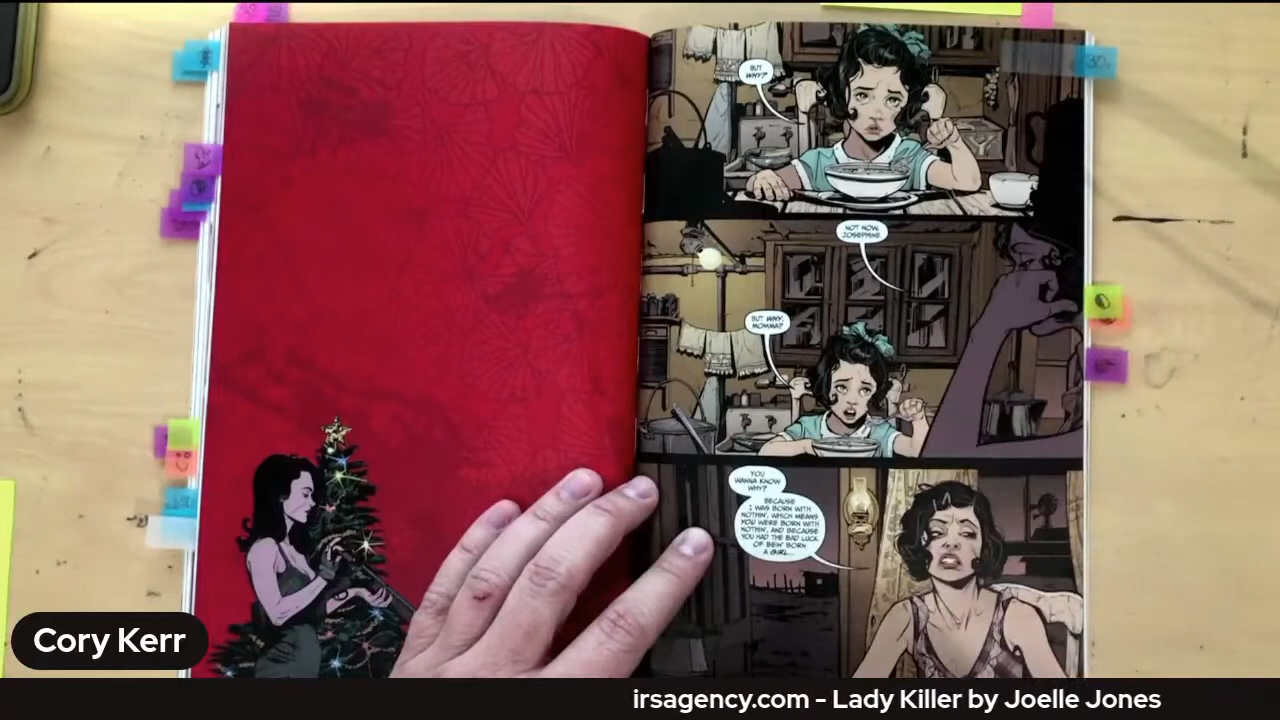 BUT
WHY?
NOT NOW,
JOSEPHINE.
BUT WHY,
MOMMA?
YOU
WANNA KNOW
WHY?
BECAUSE
I WAS BORN WITH
NOTHIN', WHICH MEANS
YOU WERE BORN WITH
NOTHIN', AND BECAUSE
YOU HAD THE BAD LUCK
OF BEIN' BORN
A GIRL...
Cory Kerr
irsagency.com - Lady Killer by Joelle Jones